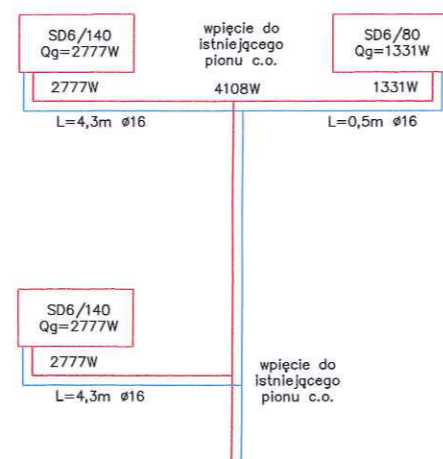 SD6/140
Qg=2777W
wpięcie do
istniejącego
pionu c.o.
SD6/80
Qg=1331W
2777W
4108W
1331W
L=4,3m ø16
L=0,5m ø16
SD6/140
Qg=2777W
2777W
L=4,3m ø16
wpięcie do
istniejącego
pionu c.o.